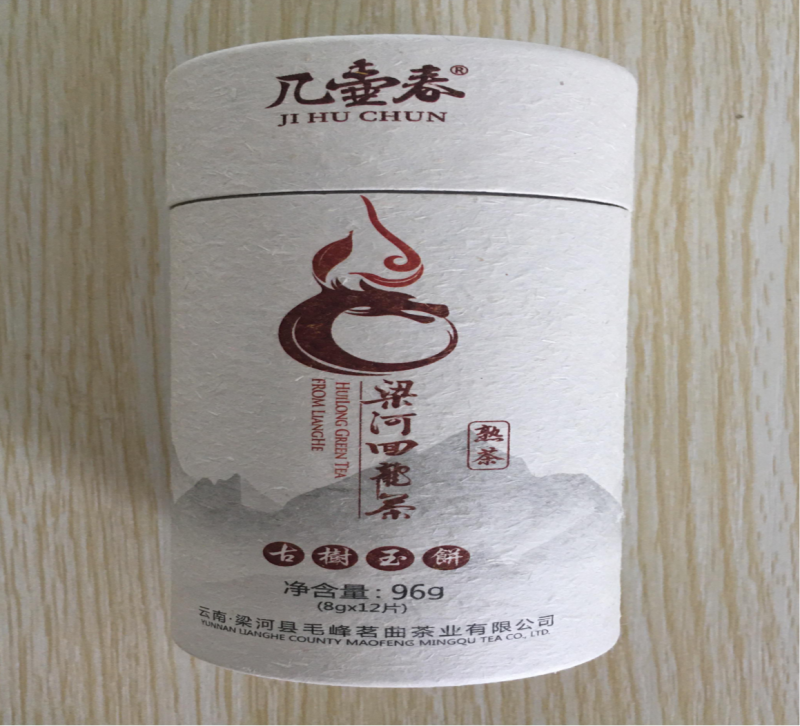 几壶春®
JI HU CHUN
梁河回龍茶
HUILONG GREEN TEA
FROM LIANGHE
熟茶
古樹玉餅
净含量：96g
(8gx12片)
云南·梁河县毛峰茗曲茶业有限公司
YUNNAN LIANGHE COUNTY MAOFENG MINGQU TEA CO., LTD.